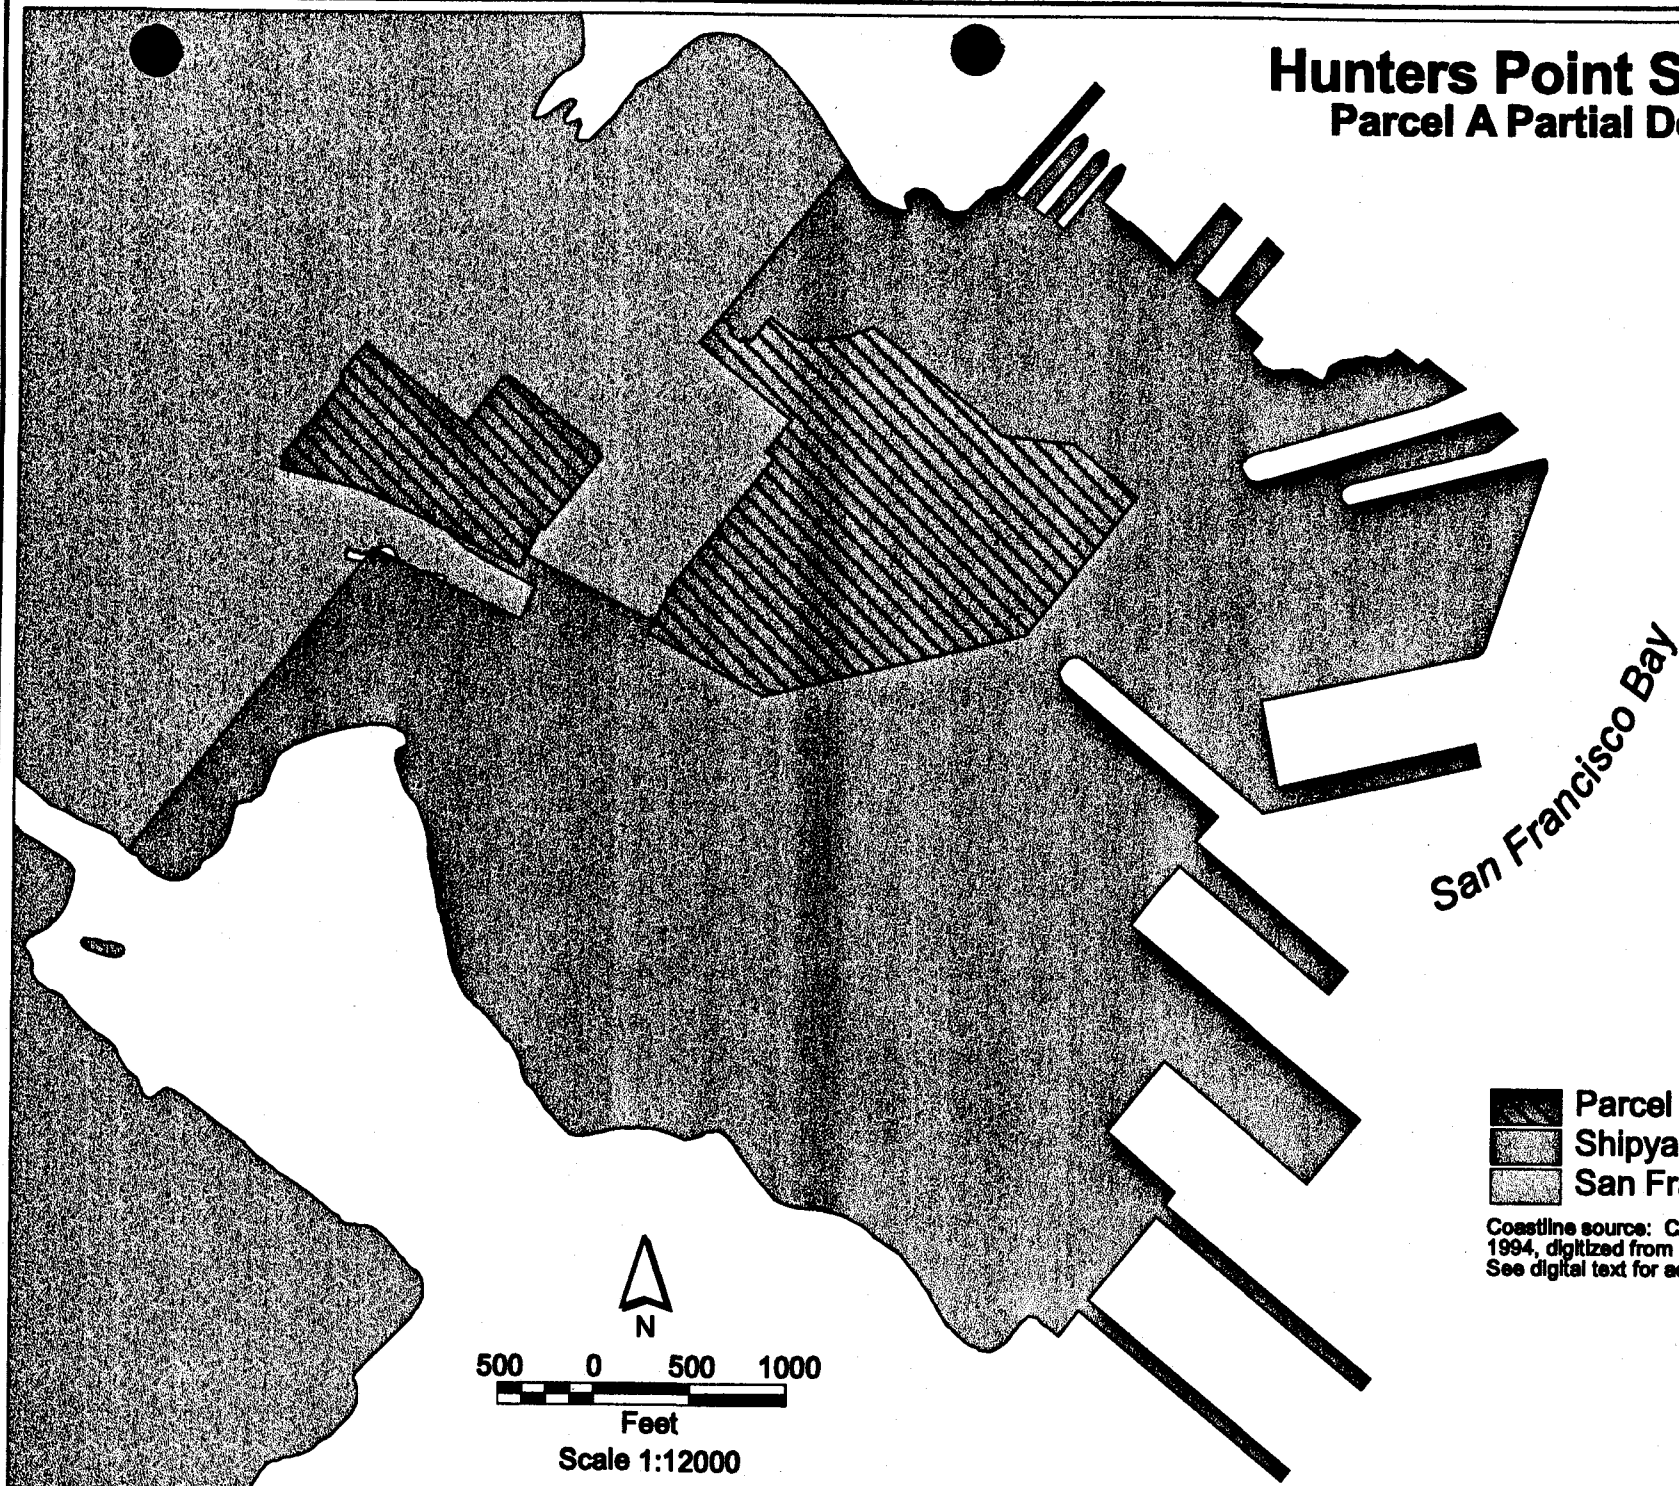 Hunters Point S
Parcel A Partial D
San Francisco Bay
Parcel
Shipya
San Fr
Coastline source: C
1994, digitized from
See digital text for a
N
500 0 500 1000
Feet
Scale 1:12000